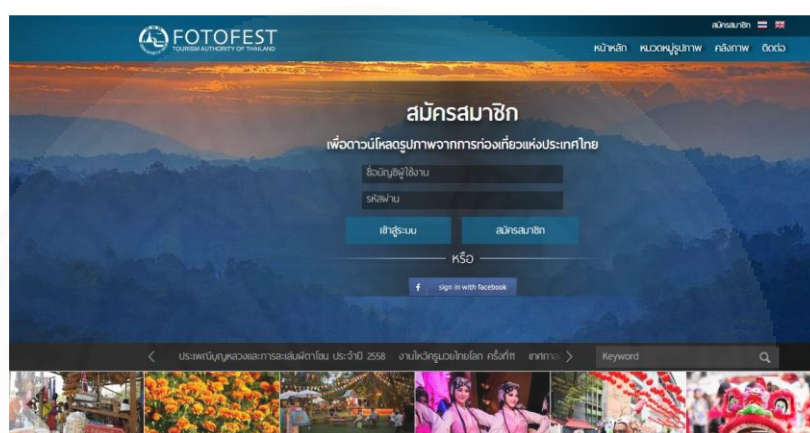 สมัครสมาชิก
FOTOFEST
TOURISM AUTHORITY OF THAILAND
หน้าหลัก หมวดหมู่รูปภาพ คลังภาพ ติดต่อ
สมัครสมาชิก
เพื่อดาวน์โหลดรูปภาพจากการท่องเที่ยวแห่งประเทศไทย
ชื่อบัญชีผู้ใช้งาน
รหัสผ่าน
เข้าสู่ระบบ สมัครสมาชิก
หรือ
f sign in with facebook
ประเพณีบุญหลวงและการละเล่นผีตาโขน ประจำปี 2558 งานไหว้ครูมวยไทยโลก ครั้งที่11 เทศกาล
Keyword